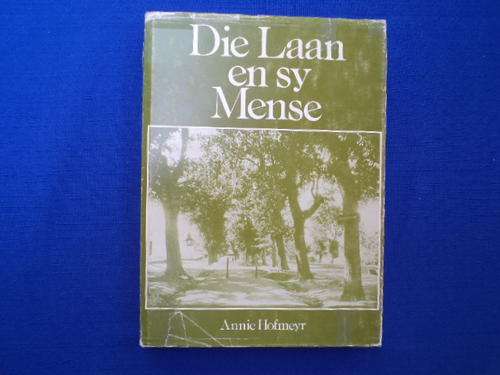 Die Laan
en sy
Mense
Annie Hofmeyr